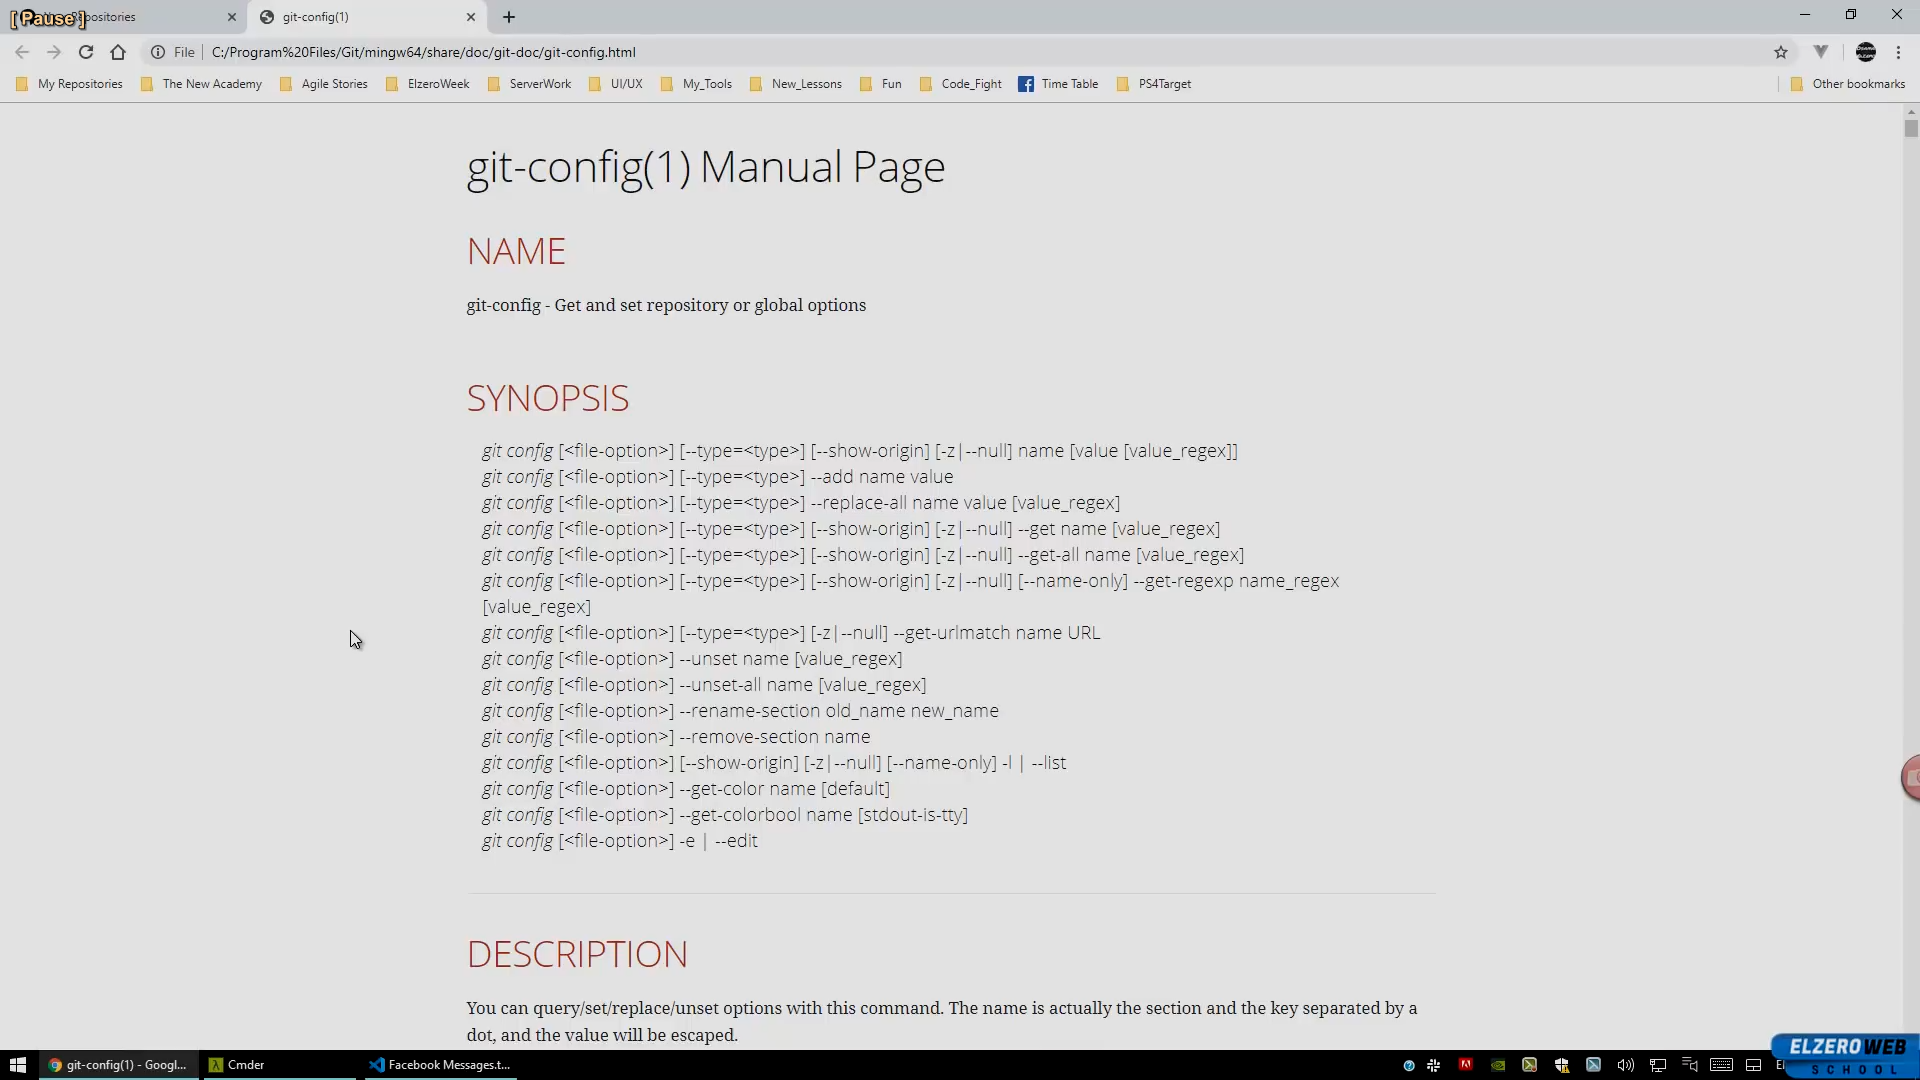 [ Pause ]
Repositories
git-config(1)
File
C:/Program%20Files/Git/mingw64/share/doc/git-doc/git-config.html
My Repositories
The New Academy
Agile Stories
ElzeroWeek
ServerWork
UI/UX
My_Tools
New_Lessons
Fun
Code_Fight
Time Table
PS4Target
Other bookmarks
git-config(1) Manual Page
NAME
git-config - Get and set repository or global options
SYNOPSIS
git config [<file-option>] [--type=<type>] [--show-origin] [-z|--null] name [value [value_regex]]
git config [<file-option>] [--type=<type>] --add name value
git config [<file-option>] [--type=<type>] --replace-all name value [value_regex]
git config [<file-option>] [--type=<type>] [--show-origin] [-z|--null] --get name [value_regex]
git config [<file-option>] [--type=<type>] [--show-origin] [-z|--null] --get-all name [value_regex]
git config [<file-option>] [--type=<type>] [--show-origin] [-z|--null] [--name-only] --get-regexp name_regex
[value_regex]
git config [<file-option>] [--type=<type>] [-z|--null] --get-urlmatch name URL
git config [<file-option>] --unset name [value_regex]
git config [<file-option>] --unset-all name [value_regex]
git config [<file-option>] --rename-section old_name new_name
git config [<file-option>] --remove-section name
git config [<file-option>] [--show-origin] [-z|--null] [--name-only] -l | --list
git config [<file-option>] --get-color name [default]
git config [<file-option>] --get-colorbool name [stdout-is-tty]
git config [<file-option>] -e | --edit
DESCRIPTION
You can query/set/replace/unset options with this command. The name is actually the section and the key separated by a
dot, and the value will be escaped.
git-config(1) - Googl...
Cmder
Facebook Messages.t...
ELZERO WEB
SCHOOL